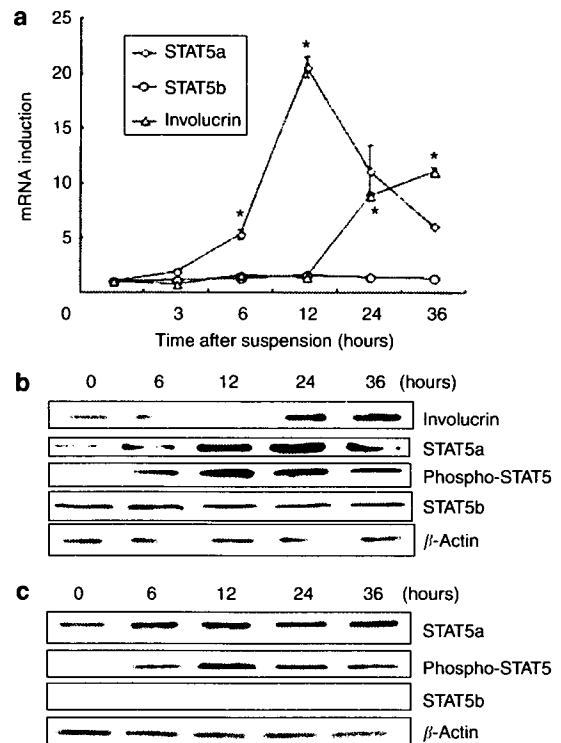 a
25
20
15
10
5
0
mRNA induction
STAT5a
STAT5b
Involucrin
*
*
*
*
3 6 12 24 36
Time after suspension (hours)
b
0 6 12 24 36 (hours)
Involucrin
STAT5a
Phospho-STAT5
STAT5b
β-Actin
c
0 6 12 24 36 (hours)
STAT5a
Phospho-STAT5
STAT5b
β-Actin